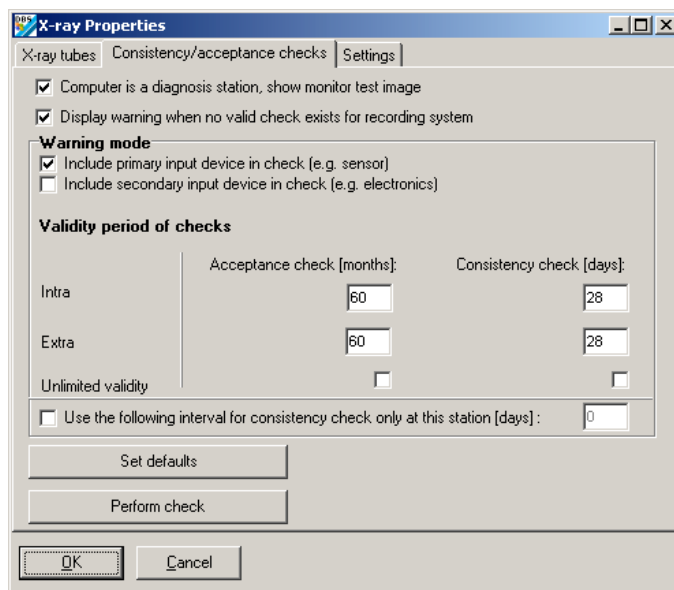 DBS X-ray Properties
X-ray tubes Consistency/acceptance checks Settings
Computer is a diagnosis station, show monitor test image
Display warning when no valid check exists for recording system
Warning mode
Include primary input device in check (e.g. sensor)
Include secondary input device in check (e.g. electronics)
Validity period of checks
Acceptance check [months]: Consistency check [days]:
Intra 60 28
Extra 60 28
Unlimited validity
Use the following interval for consistency check only at this station [days] : 0
Set defaults
Perform check
OK Cancel